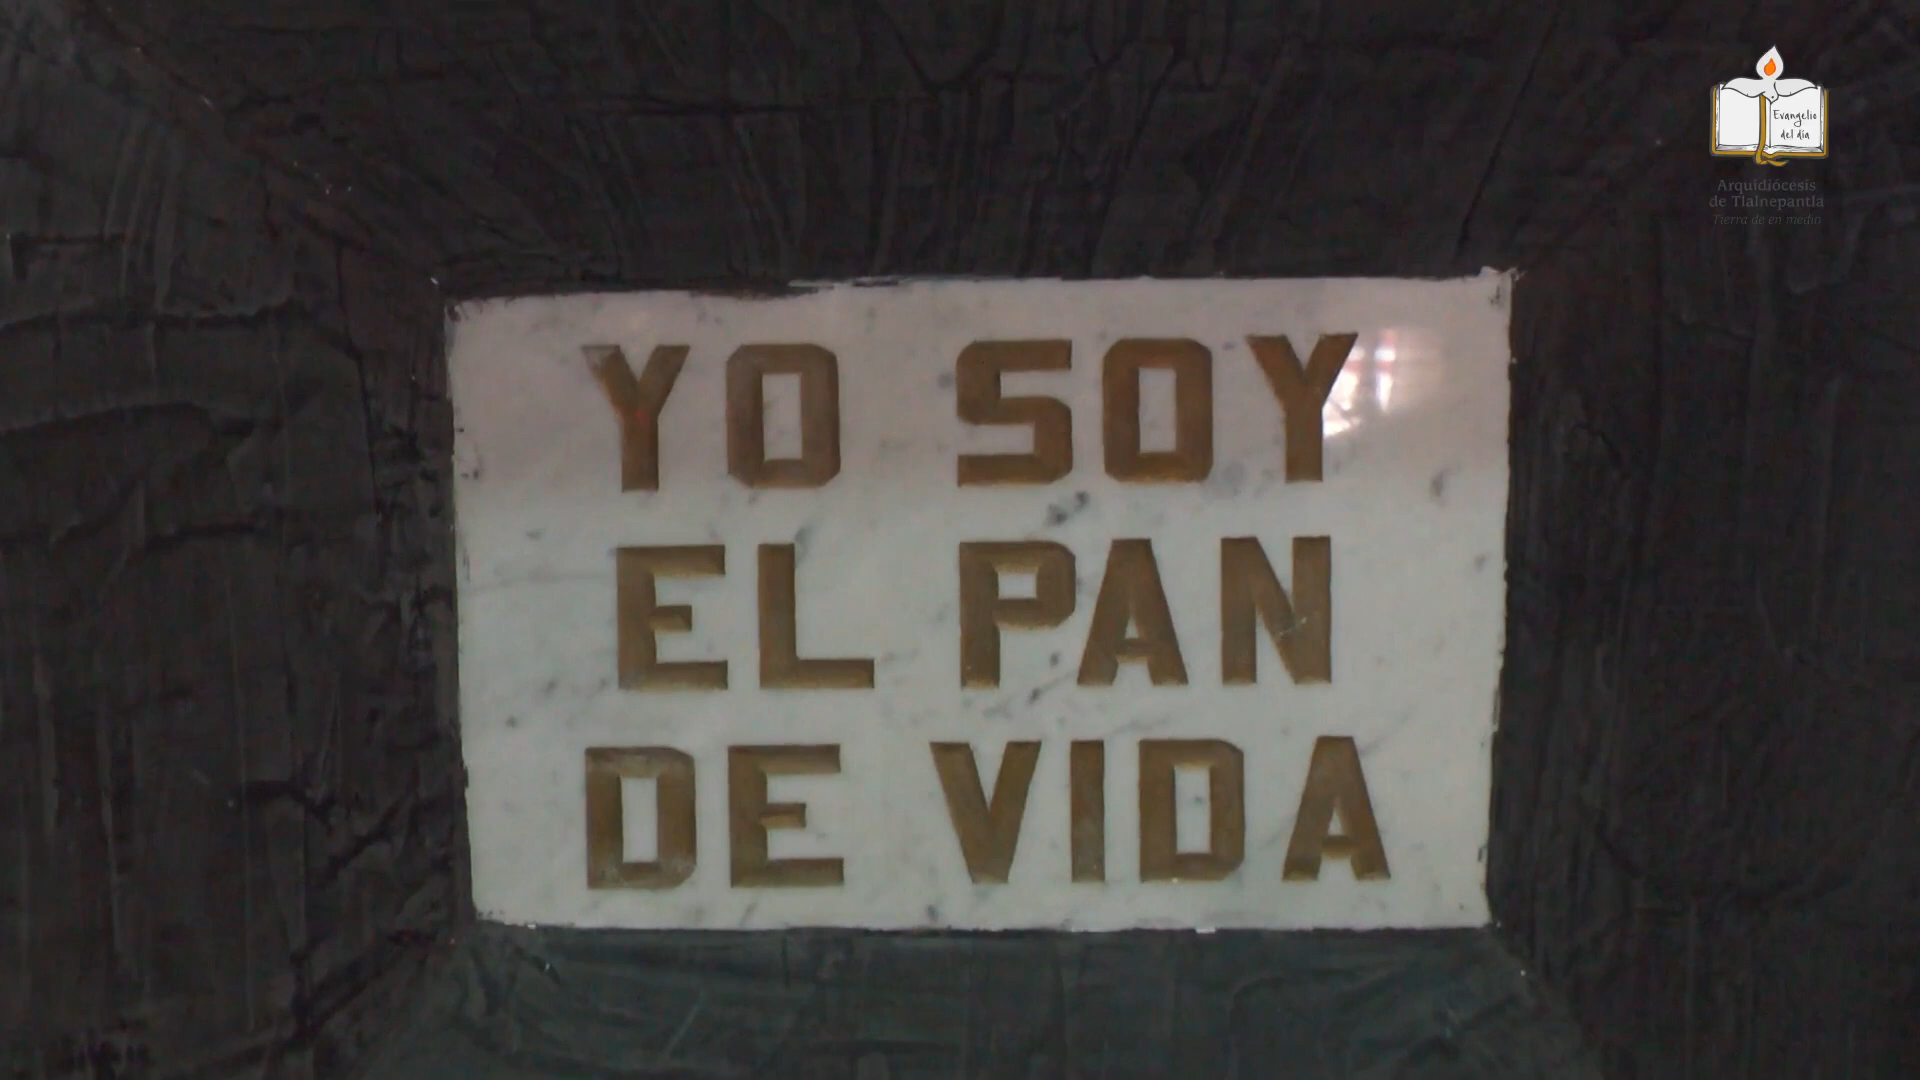 Evangelio
del día
Arquidiócesis
de Tlalnepantla
Tierra de en medio
YO SOY
EL PAN
DE VIDA